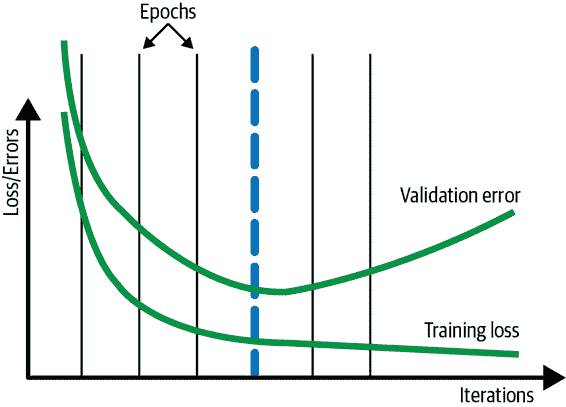 Epochs
Loss/Errors
Validation error
Training loss
Iterations